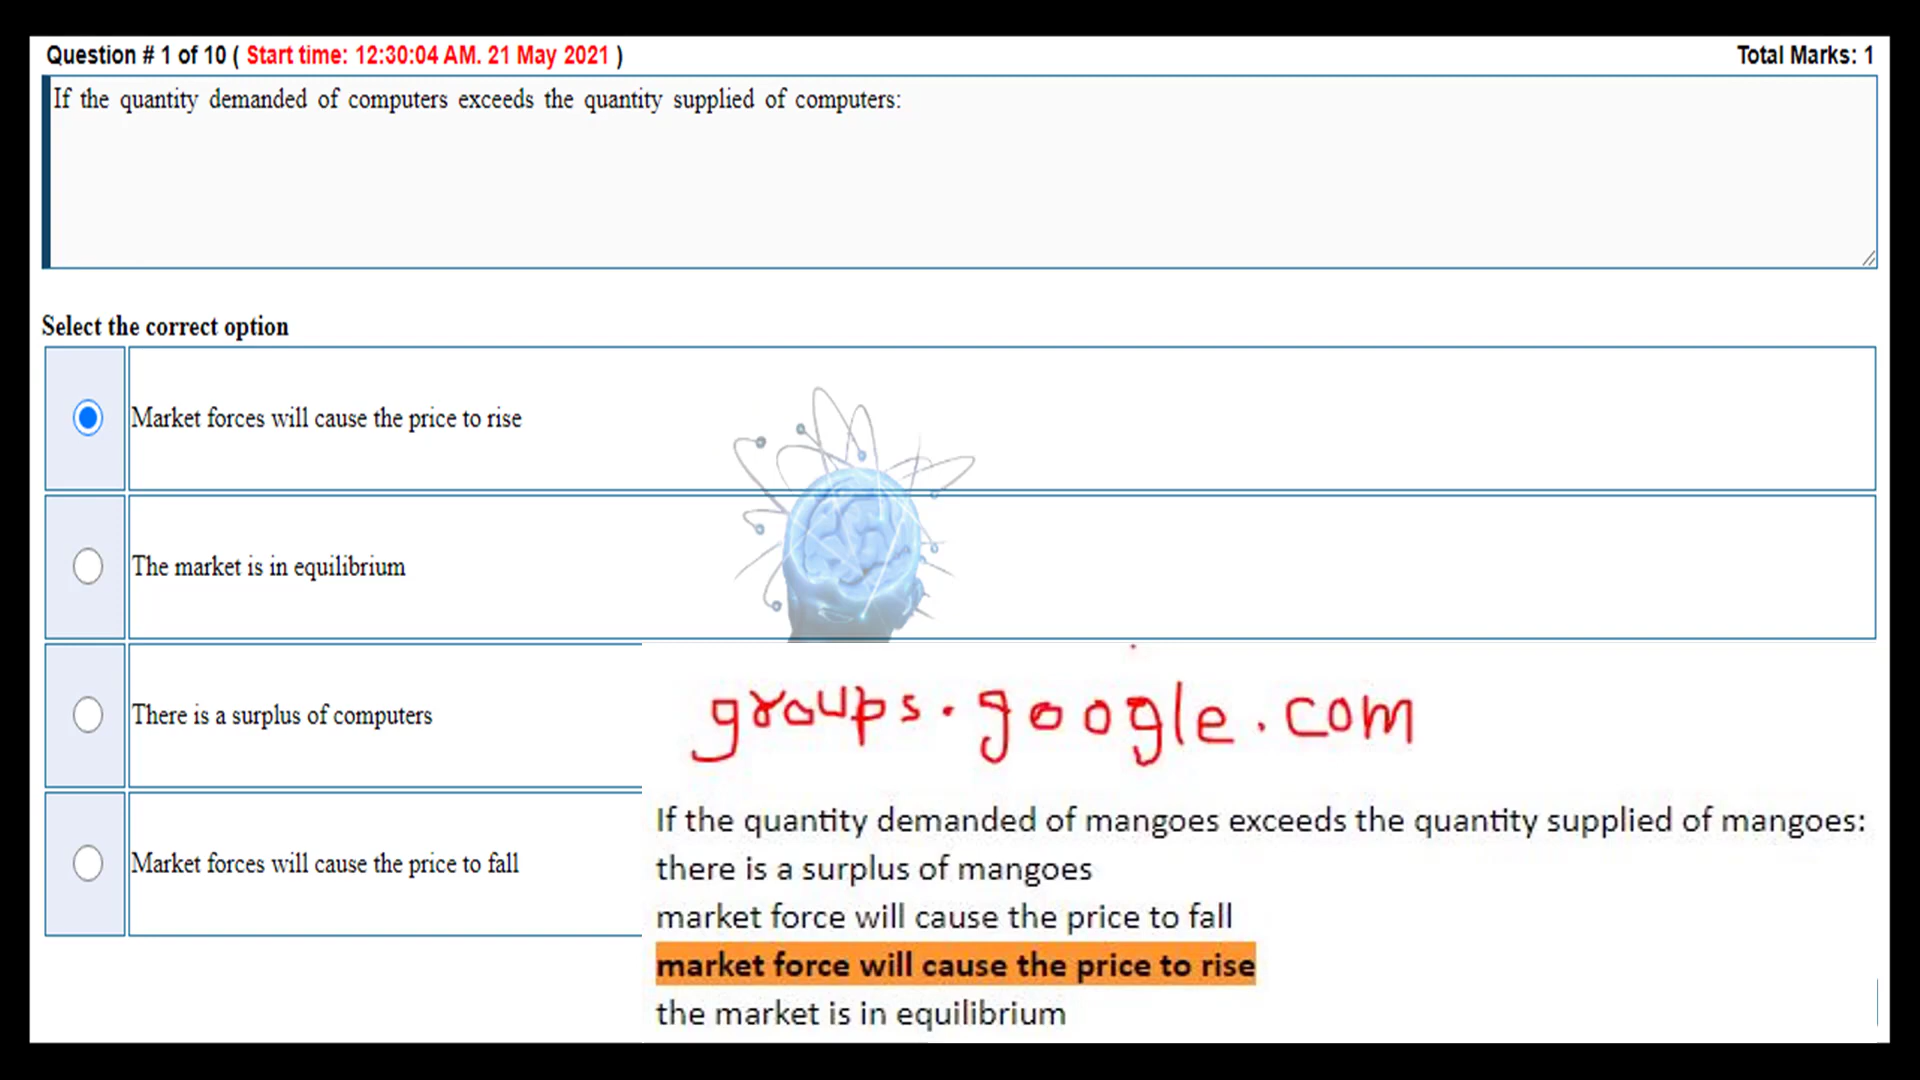 Question # 1 of 10 ( Start time: 12:30:04 AM. 21 May 2021 ) Total Marks: 1
If the quantity demanded of computers exceeds the quantity supplied of computers:
Select the correct option
Market forces will cause the price to rise
The market is in equilibrium
There is a surplus of computers
Market forces will cause the price to fall
groups.google.com
If the quantity demanded of mangoes exceeds the quantity supplied of mangoes:
there is a surplus of mangoes
market force will cause the price to fall
market force will cause the price to rise
the market is in equilibrium